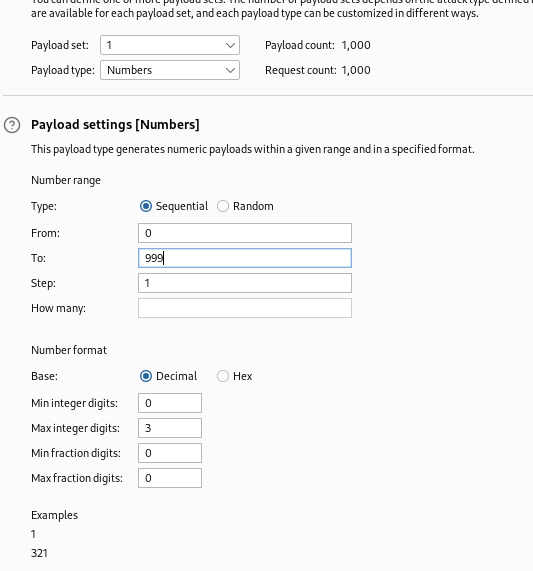 are available for each payload set, and each payload type can be customized in different ways.
Payload set: 1 Payload count: 1,000
Payload type: Numbers Request count: 1,000
? Payload settings [Numbers]
This payload type generates numeric payloads within a given range and in a specified format.
Number range
Type: Sequential Random
From: 0
To: 999
Step: 1
How many:
Number format
Base: Decimal Hex
Min integer digits: 0
Max integer digits: 3
Min fraction digits: 0
Max fraction digits: 0
Examples
1
321